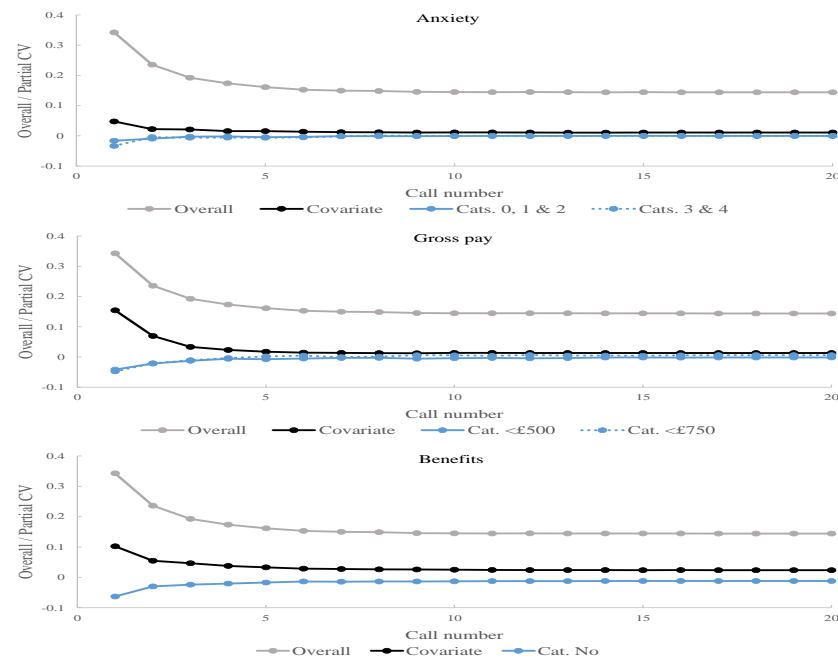 Anxiety
Overall / Partial CV
0.4
0.3
0.2
0.1
0
-0.1
0 5 10 15 20
Call number
Overall Covariate Cats. 0, 1 & 2 Cats. 3 & 4
Gross pay
Overall / Partial CV
0.4
0.3
0.2
0.1
0
-0.1
0 5 10 15 20
Call number
Overall Covariate Cat. <£500 Cat. <£750
Benefits
Overall / Partial CV
0.4
0.3
0.2
0.1
0
-0.1
0 5 10 15 20
Call number
Overall Covariate Cat. No